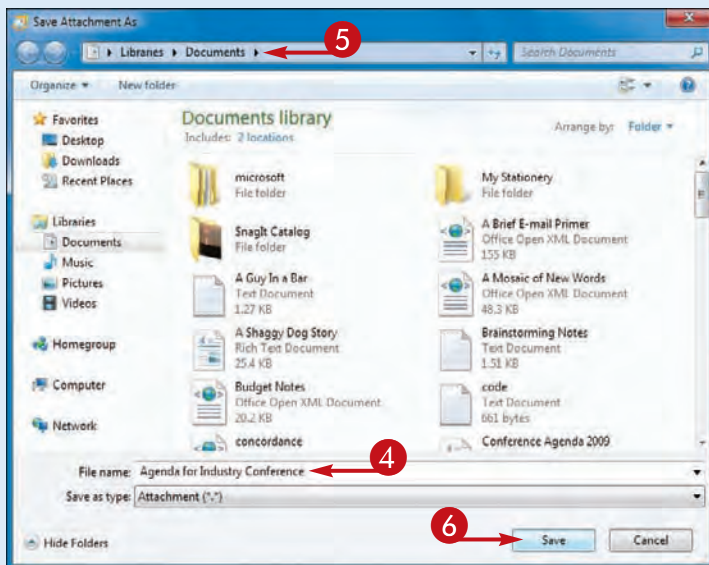 Save Attachment As
Libraries Documents 5
Search Documents
Organize New folder
Favorites
Desktop
Downloads
Recent Places
Libraries
Documents
Music
Pictures
Videos
Homegroup
Computer
Network
Documents library
Includes: 2 locations
Arrange by: Folder
microsoft
File folder
My Stationery
File folder
SnagIt Catalog
File folder
A Brief E-mail Primer
Office Open XML Document
155 KB
A Guy In a Bar
Text Document
1.27 KB
A Mosaic of New Words
Office Open XML Document
48.3 KB
A Shaggy Dog Story
Rich Text Document
25.4 KB
Brainstorming Notes
Text Document
1.51 KB
Budget Notes
Office Open XML Document
20.2 KB
code
Text Document
661 bytes
concordance
Conference Agenda 2009
File name: Agenda for Industry Conference 4
Save as type: Attachment (*.*)
Hide Folders
6 Save Cancel